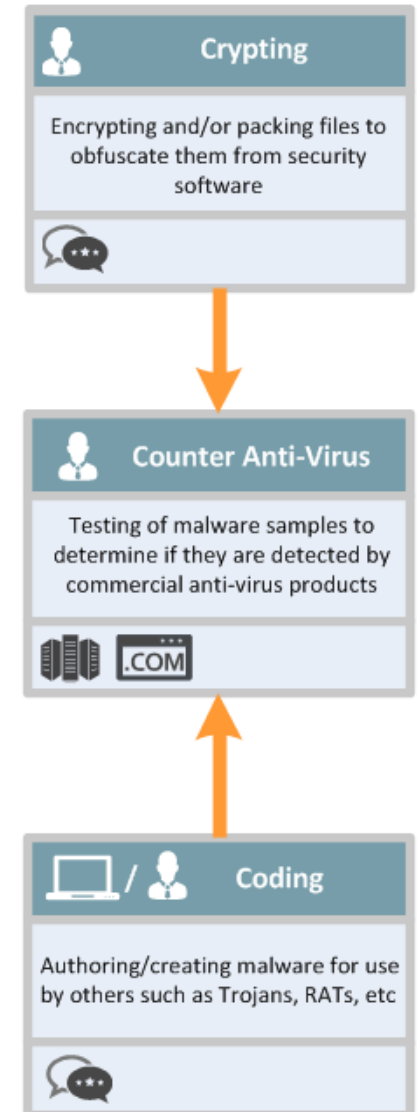 Crypting
Encrypting and/or packing files to
obfuscate them from security
software
Counter Anti-Virus
Testing of malware samples to
determine if they are detected by
commercial anti-virus products
.COM
/
Coding
Authoring/creating malware for use
by others such as Trojans, RATs, etc